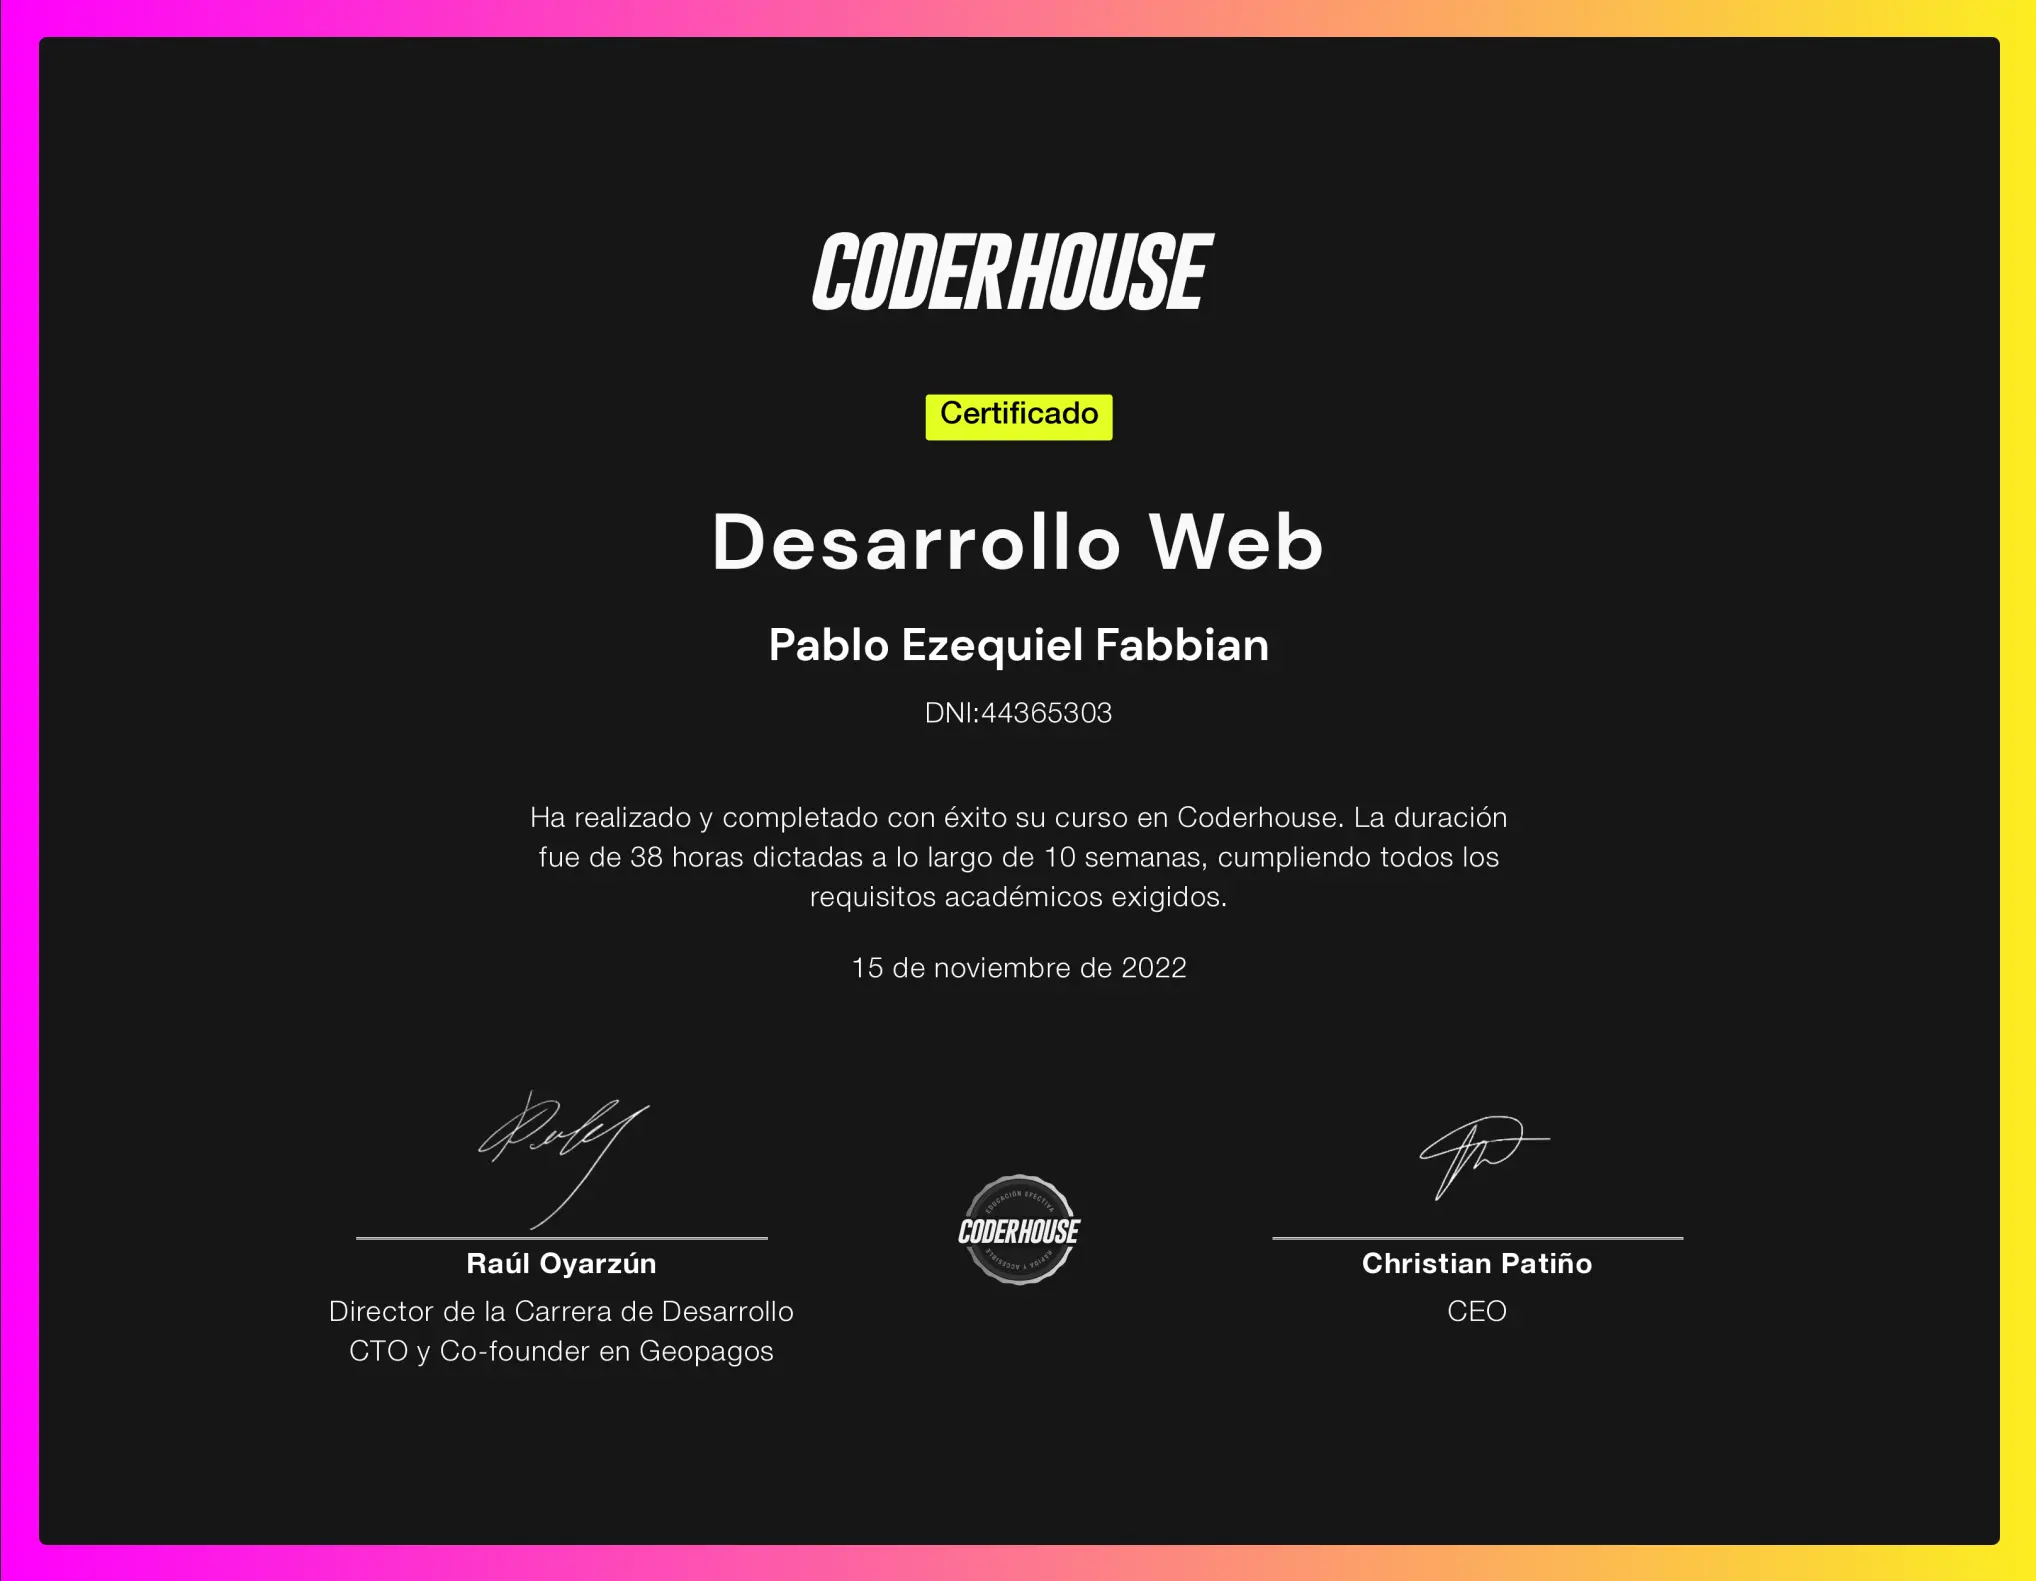 CODERHOUSE
Certificado
Desarrollo Web
Pablo Ezequiel Fabbian
DNI:44365303
Ha realizado y completado con éxito su curso en Coderhouse. La duración
fue de 38 horas dictadas a lo largo de 10 semanas, cumpliendo todos los
requisitos académicos exigidos.
15 de noviembre de 2022
EDUCACIÓN EFECTIVA
CODERHOUSE
RÁPIDA Y ACCESIBLE
Raúl Oyarzún
Director de la Carrera de Desarrollo
CTO y Co-founder en Geopagos
Christian Patiño
CEO